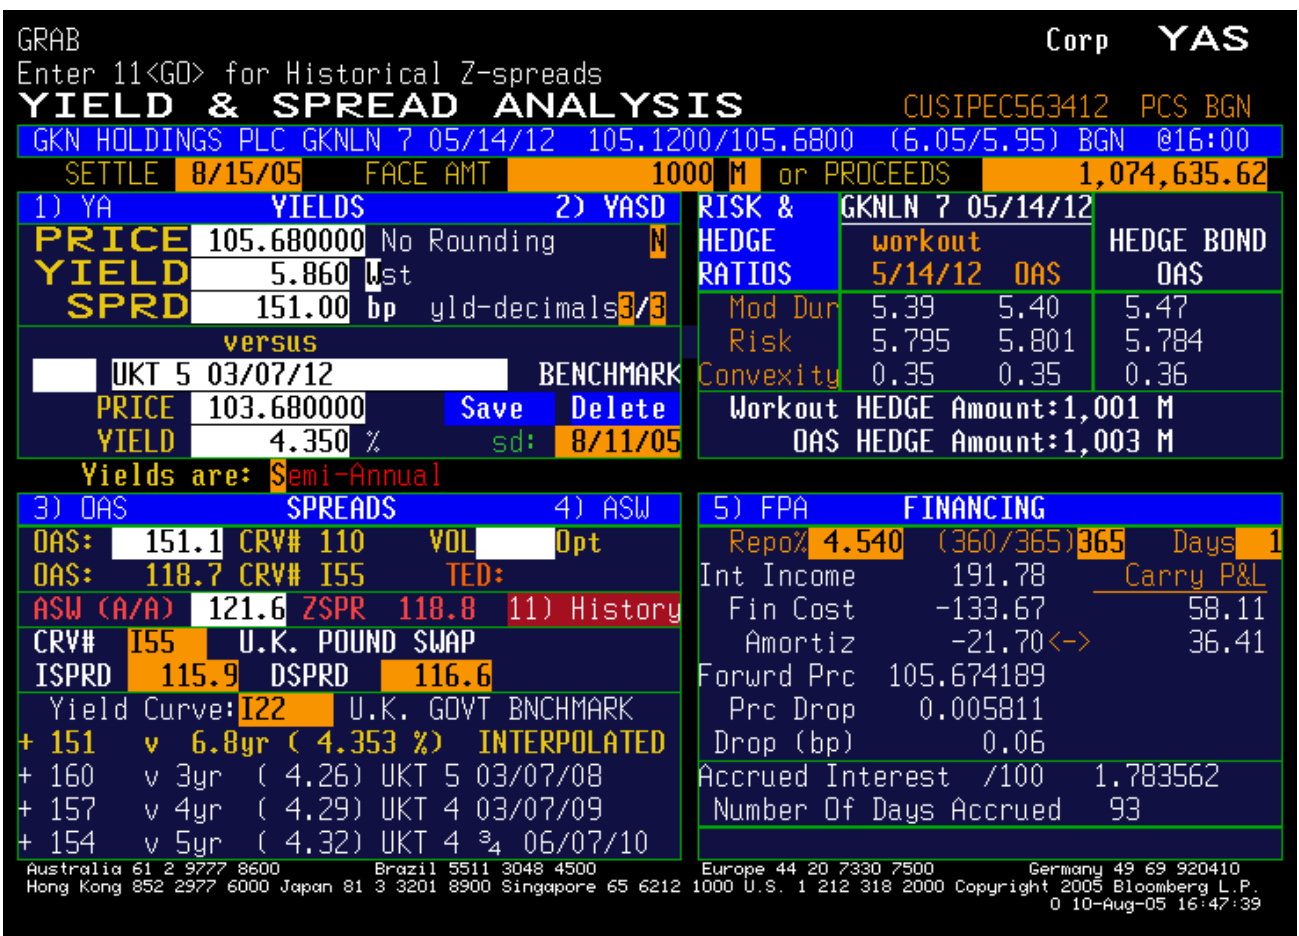 GRAB Corp YAS
Enter 11<GO> for Historical Z-spreads
YIELD & SPREAD ANALYSIS CUSIPEC563412 PCS BGN
GKN HOLDINGS PLC GKNLN 7 05/14/12 105.1200/105.6800 (6.05/5.95) BGN @16:00
SETTLE 8/15/05 FACE AMT 1000 M or PROCEEDS 1,074,635.62
1) YA YIELDS 2) YASD
PRICE 105.680000 No Rounding N
YIELD 5.860 Wst
SPRD 151.00 bp yld-decimals3/3
versus
UKT 5 03/07/12 BENCHMARK
PRICE 103.680000 Save Delete
YIELD 4.350 % sd: 8/11/05
Yields are: Semi-Annual
RISK & GKNLN 7 05/14/12
HEDGE workout HEDGE BOND
RATIOS 5/14/12 OAS OAS
Mod Dur 5.39 5.40 5.47
Risk 5.795 5.801 5.784
Convexity 0.35 0.35 0.36
Workout HEDGE Amount:1,001 M
OAS HEDGE Amount:1,003 M
3) OAS SPREADS 4) ASW
OAS: 151.1 CRV# 110 VOL Opt
OAS: 118.7 CRV# I55 TED:
ASW (A/A) 121.6 ZSPR 118.8 11) History
CRV# I55 U.K. POUND SWAP
ISPRD 115.9 DSPRD 116.6
Yield Curve:I22 U.K. GOVT BNCHMARK
+ 151 v 6.8yr ( 4.353 %) INTERPOLATED
+ 160 v 3yr ( 4.26) UKT 5 03/07/08
+ 157 v 4yr ( 4.29) UKT 4 03/07/09
+ 154 v 5yr ( 4.32) UKT 4 ¾ 06/07/10
5) FPA FINANCING
Repo% 4.540 (360/365)365 Days 1
Int Income 191.78 Carry P&L
Fin Cost -133.67 58.11
Amortiz -21.70<-> 36.41
Forwrd Prc 105.674189
Prc Drop 0.005811
Drop (bp) 0.06
Accrued Interest /100 1.783562
Number Of Days Accrued 93
Australia 61 2 9777 8600 Brazil 5511 3048 4500 Europe 44 20 7330 7500 Germany 49 69 920410
Hong Kong 852 2977 6000 Japan 81 3 3201 8900 Singapore 65 6212 1000 U.S. 1 212 318 2000 Copyright 2005 Bloomberg L.P.
0 10-Aug-05 16:47:39